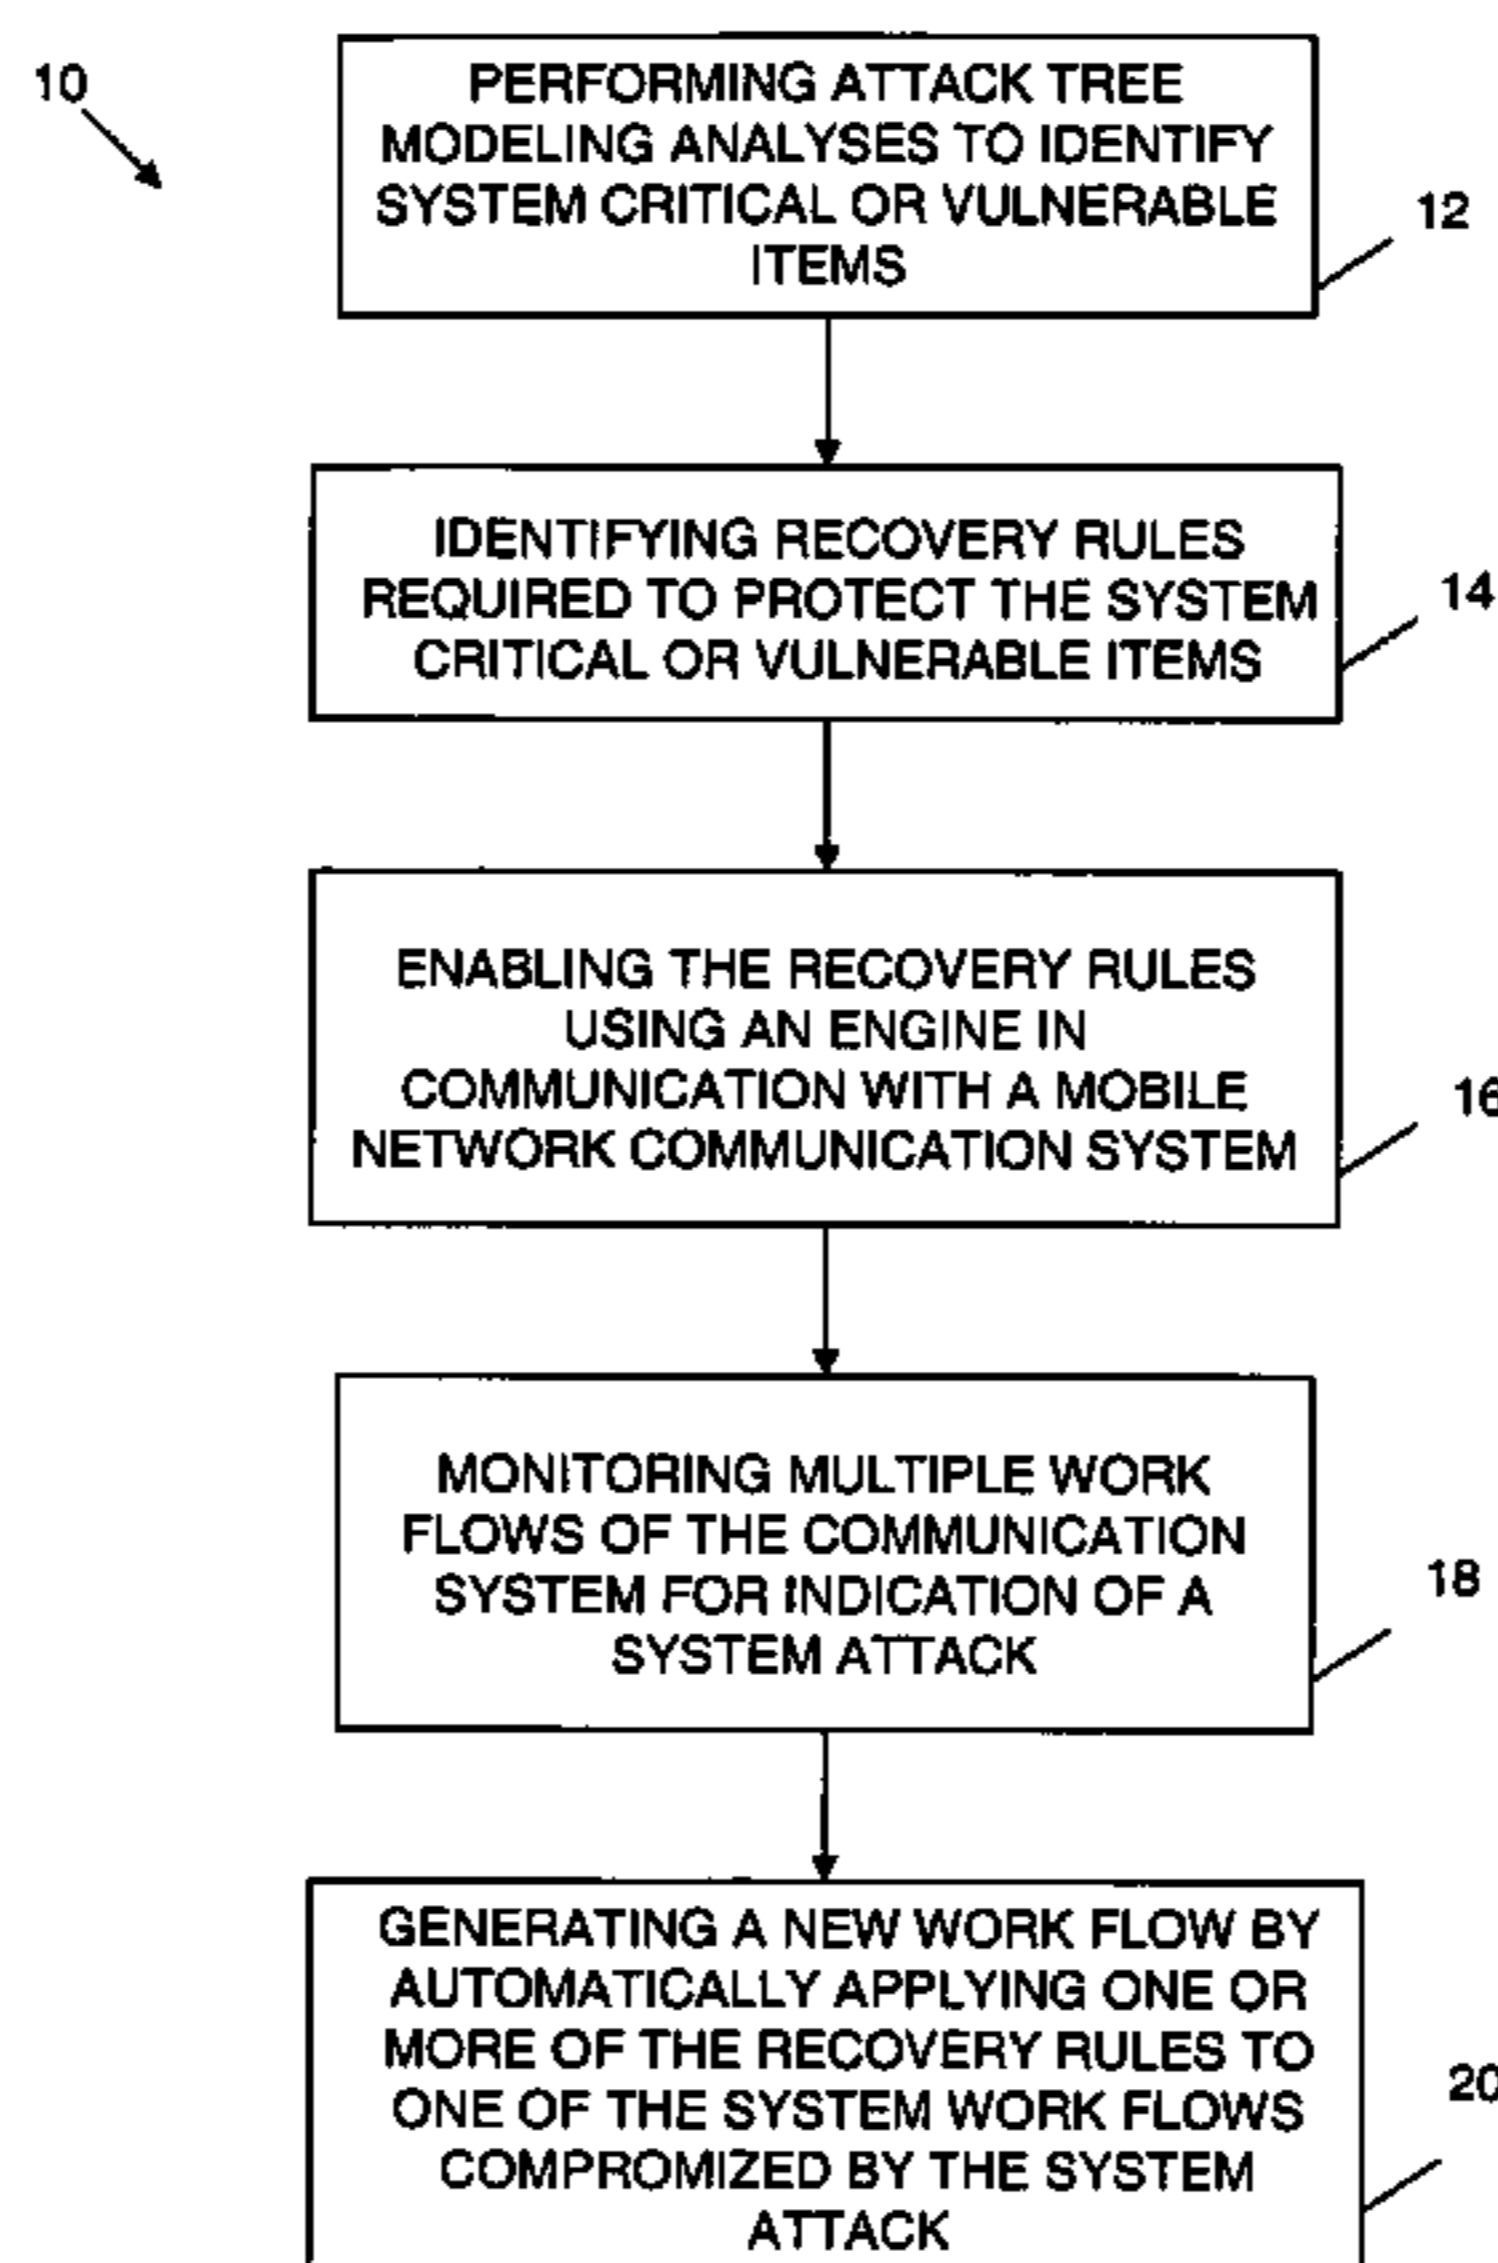 10
PERFORMING ATTACK TREE
MODELING ANALYSES TO IDENTIFY
SYSTEM CRITICAL OR VULNERABLE
ITEMS
12
IDENTIFYING RECOVERY RULES
REQUIRED TO PROTECT THE SYSTEM
CRITICAL OR VULNERABLE ITEMS
14
ENABLING THE RECOVERY RULES
USING AN ENGINE IN
COMMUNICATION WITH A MOBILE
NETWORK COMMUNICATION SYSTEM
16
MONITORING MULTIPLE WORK
FLOWS OF THE COMMUNICATION
SYSTEM FOR INDICATION OF A
SYSTEM ATTACK
18
GENERATING A NEW WORK FLOW BY
AUTOMATICALLY APPLYING ONE OR
MORE OF THE RECOVERY RULES TO
ONE OF THE SYSTEM WORK FLOWS
COMPROMIZED BY THE SYSTEM
ATTACK
20